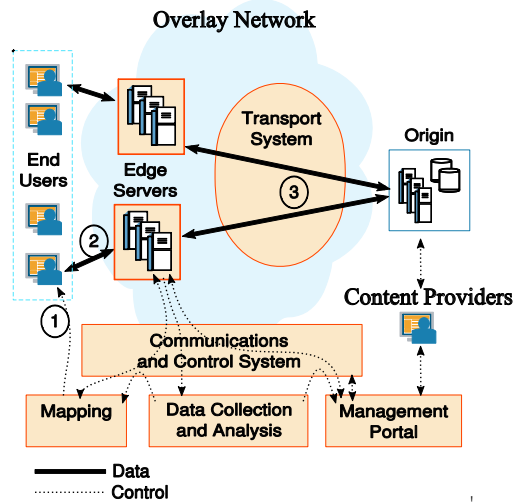 Overlay Network
Transport
System
Origin
End
Users
Edge
Servers
3
2
1
Content Providers
Communications
and Control System
Mapping
Data Collection
and Analysis
Management
Portal
Data
Control